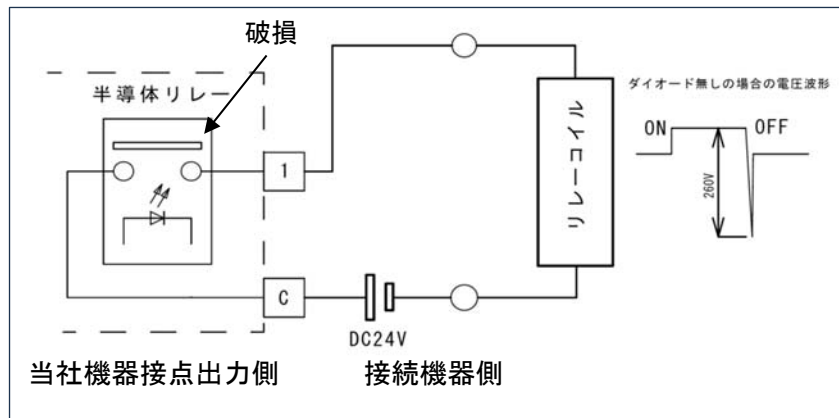 破損
半導体リレー
1
C
DC24V
リレーコイル
ダイオード無しの場合の電圧波形
ON
OFF
260V
当社機器接点出力側
接続機器側